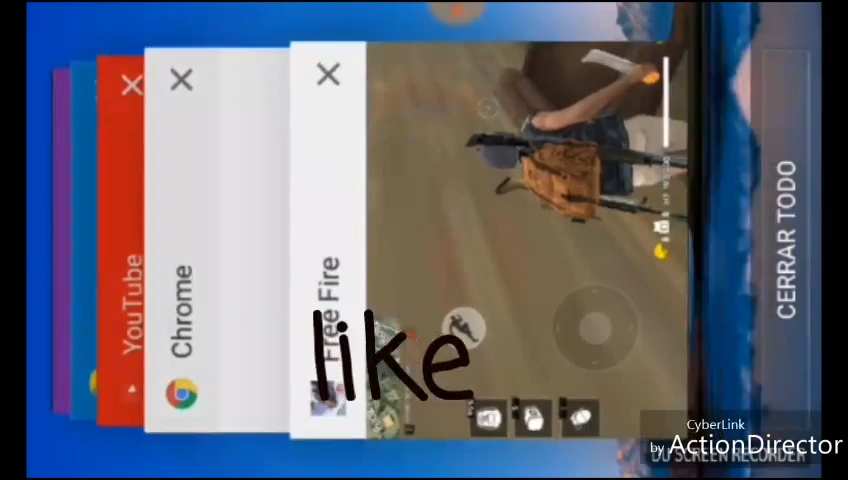 YouTube
Chrome
Free Fire
like
CERRAR TODO
CyberLink
by ActionDirector
DU SCREEN RECORDER